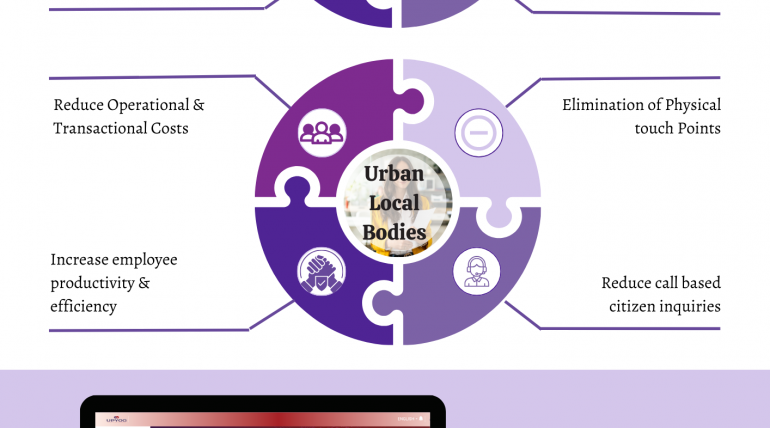 Reduce Operational &
Transactional Costs
Elimination of Physical
touch Points
Urban
Local
Bodies
Increase employee
productivity &
efficiency
Reduce call based
citizen inquiries
UPYOG
ENGLISH